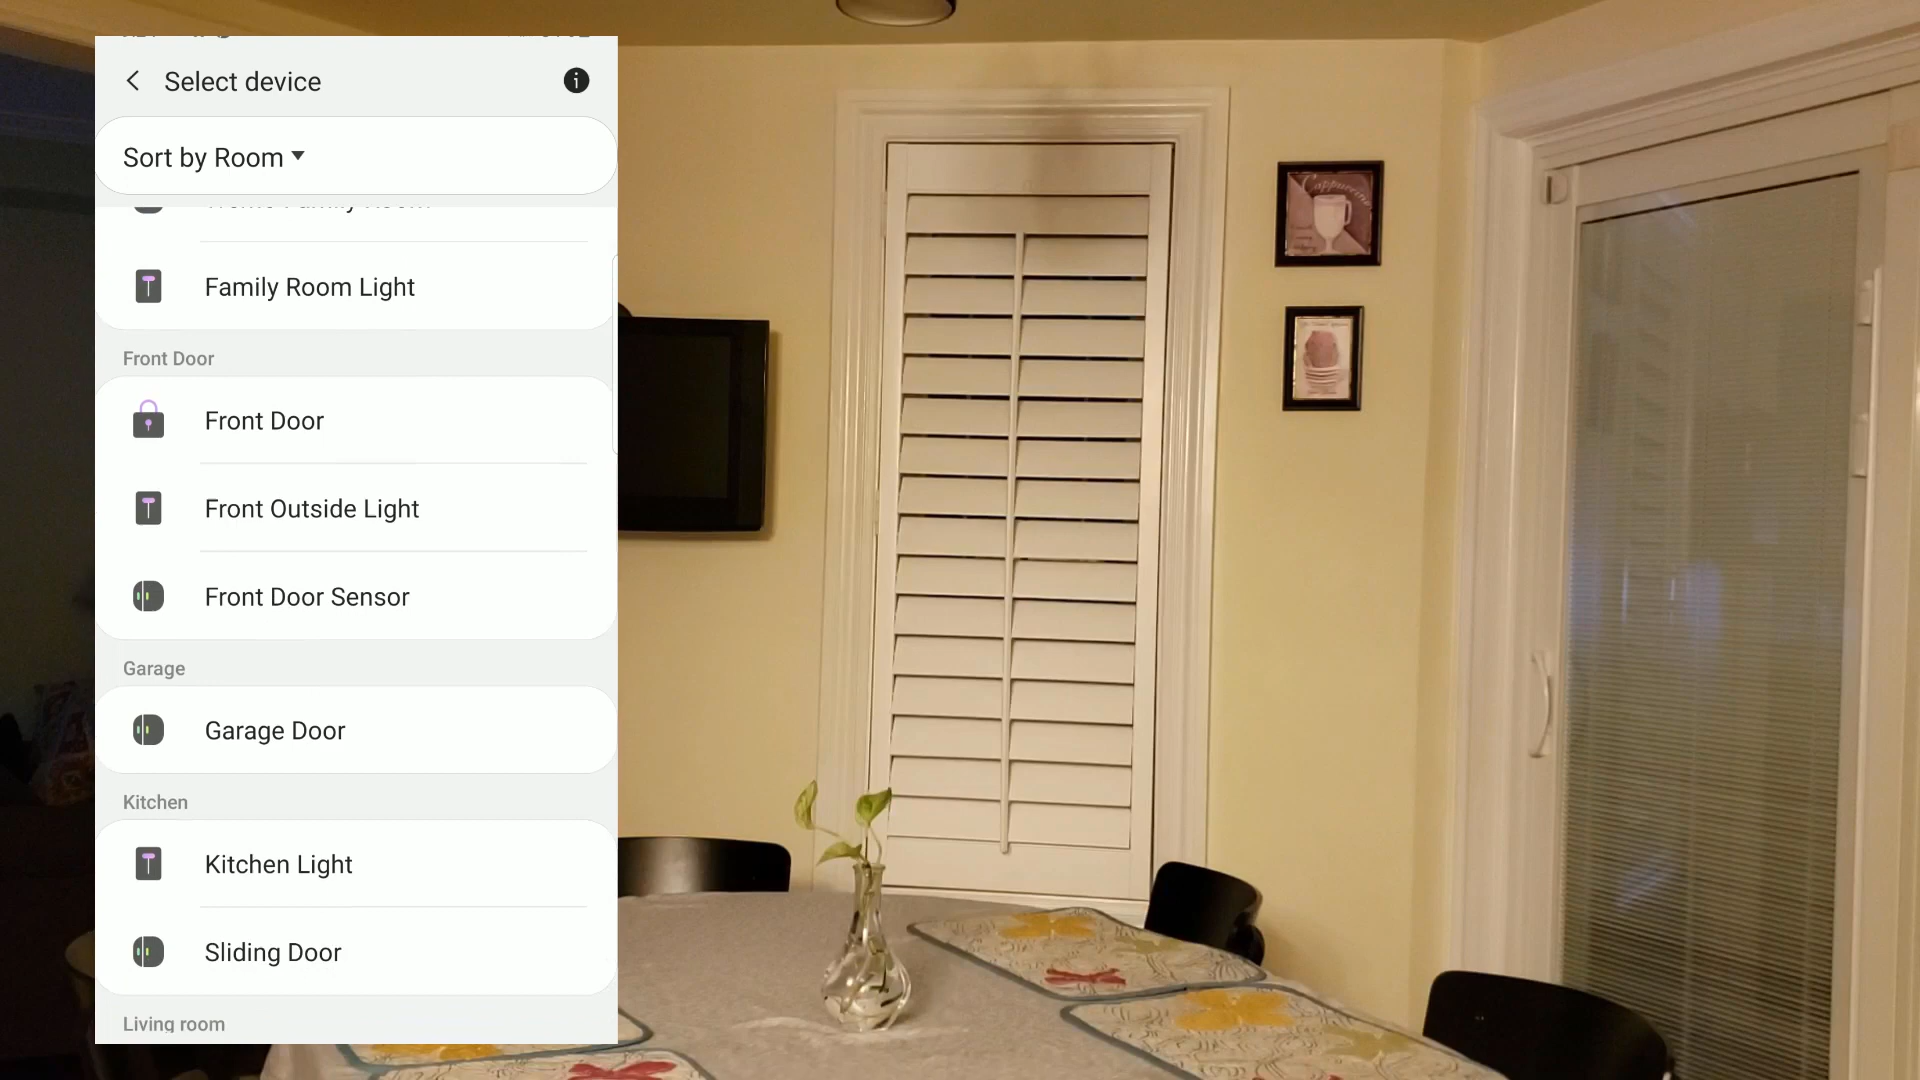 Select device
Sort by Room
Family Room Light
Front Door
Front Door
Front Outside Light
Front Door Sensor
Garage
Garage Door
Kitchen
Kitchen Light
Sliding Door
Living room
Cappuccino